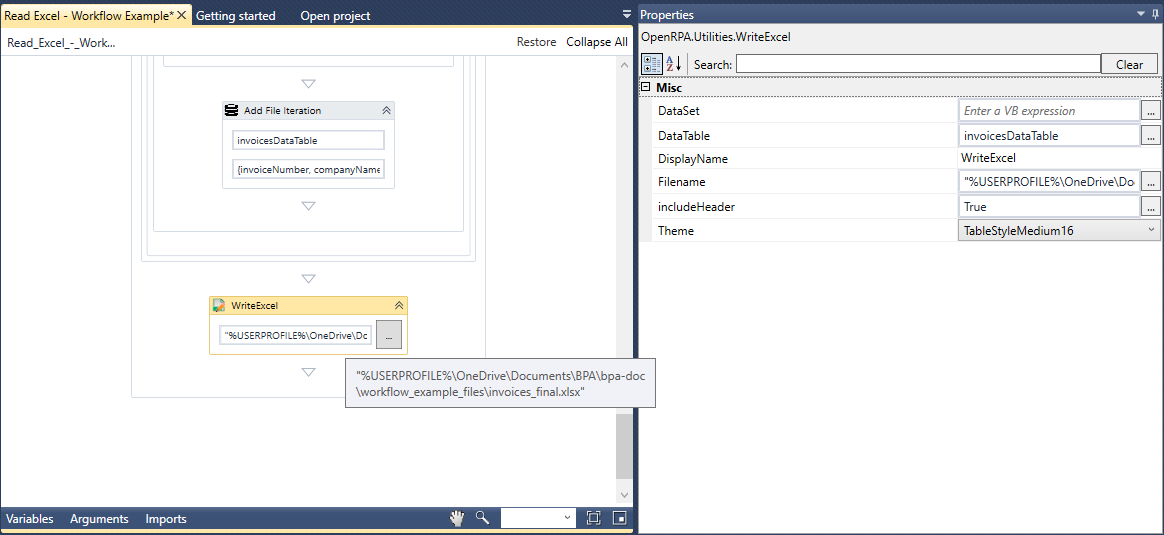 Read Excel - Workflow Example*
Getting started
Open project
Read_Excel_-_Work...
Restore
Collapse All
Add File Iteration
invoicesDataTable
{invoiceNumber, companyName
WriteExcel
"%USERPROFILE%\OneDrive\Dc
...
"%USERPROFILE%\OneDrive\Documents\BPA\bpa-doc
\workflow_example_files\invoices_final.xlsx"
Variables
Arguments
Imports
Properties
OpenRPA.Utilities.WriteExcel
Search:
Clear
Misc
DataSet
Enter a VB expression
...
DataTable
invoicesDataTable
...
DisplayName
WriteExcel
Filename
"%USERPROFILE%\OneDrive\Do
...
includeHeader
True
...
Theme
TableStyleMedium16